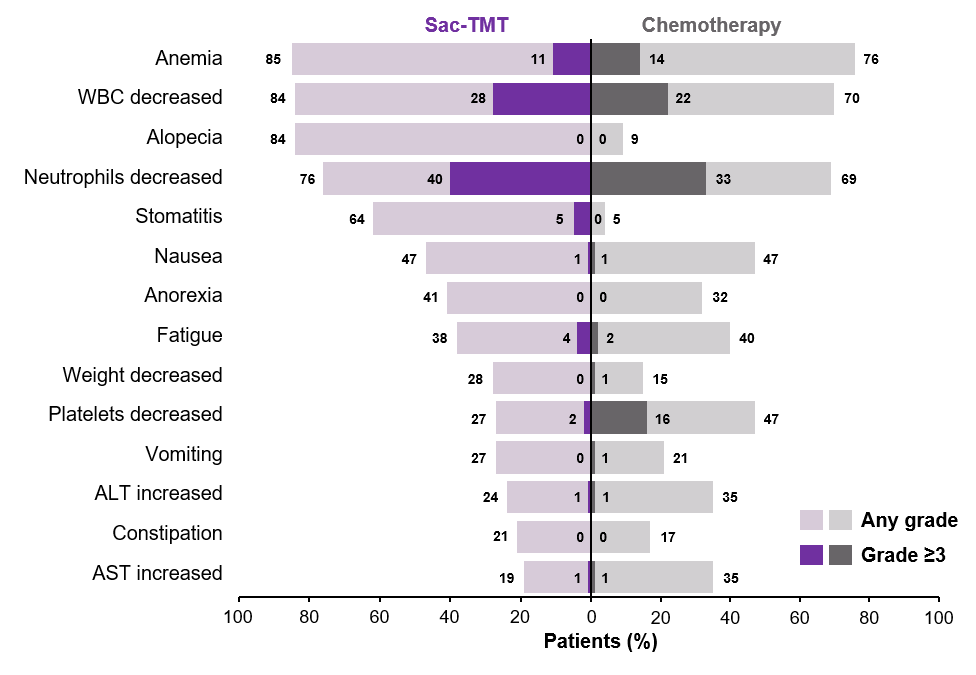 Sac-TMT Chemotherapy
Anemia 85 11 14 76
WBC decreased 84 28 22 70
Alopecia 84 0 0 9
Neutrophils decreased 76 40 33 69
Stomatitis 64 5 0 5
Nausea 47 1 1 47
Anorexia 41 0 0 32
Fatigue 38 4 2 40
Weight decreased 28 0 1 15
Platelets decreased 27 2 16 47
Vomiting 27 0 1 21
ALT increased 24 1 1 35
Constipation 21 0 0 17
AST increased 19 1 1 35
Any grade
Grade ≥3
100 80 60 40 20 0 20 40 60 80 100
Patients (%)